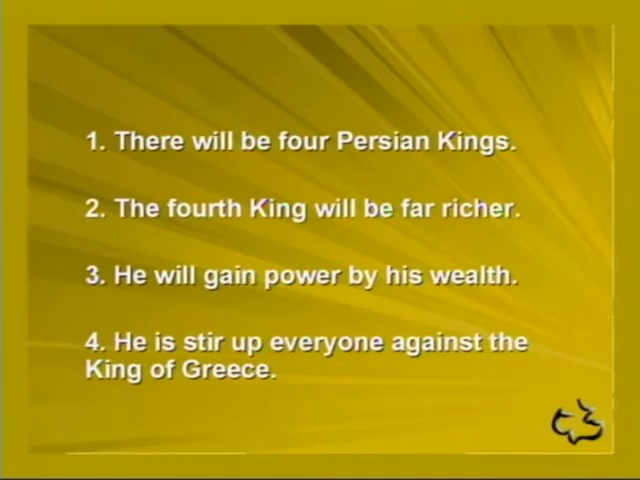 1. There will be four Persian Kings.
2. The fourth King will be far richer.
3. He will gain power by his wealth.
4. He is stir up everyone against the
King of Greece.